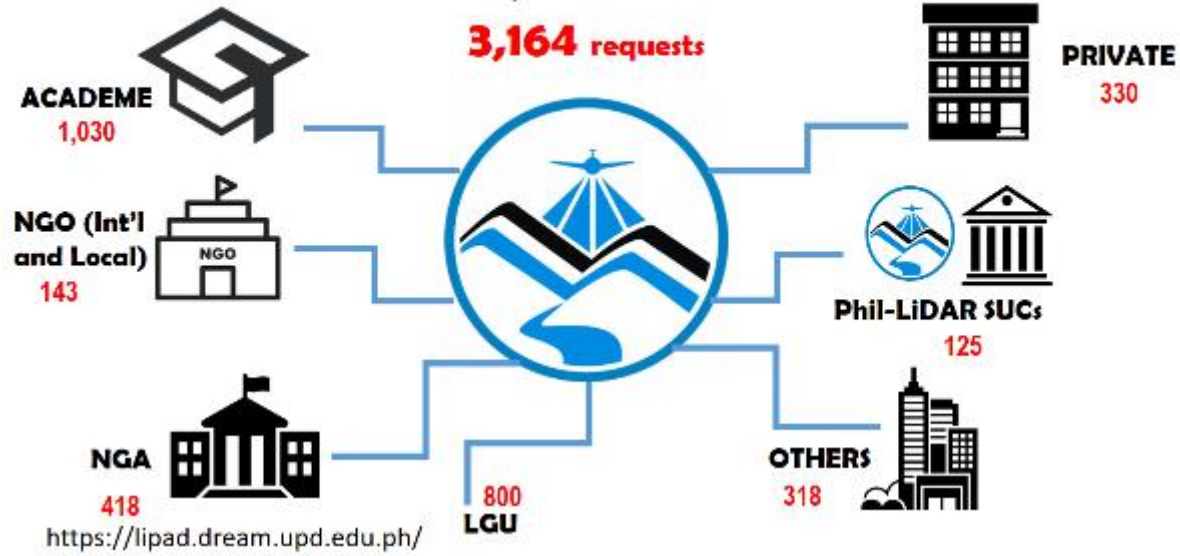 3,164 requests
ACADEME
1,030
PRIVATE
330
NGO (Int'l
and Local)
143
NGO
Phil-LiDAR SUCs
125
NGA
418
800
LGU
OTHERS
318
https://lipad.dream.upd.edu.ph/